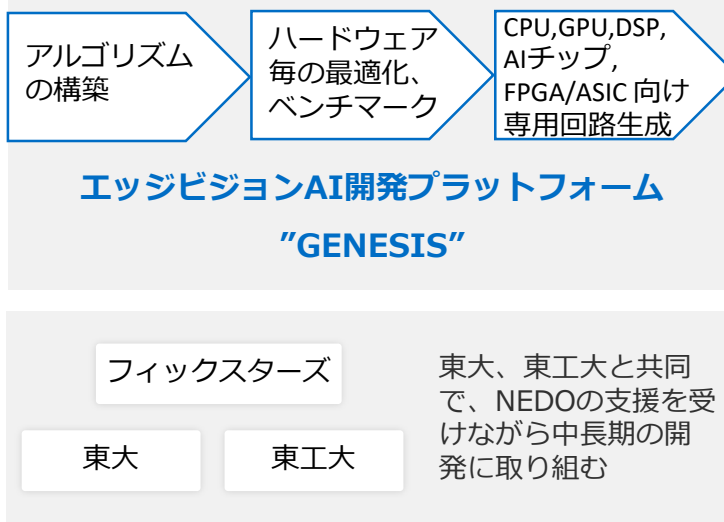 アルゴリズム
の構築
ハードウェア
毎の最適化、
ベンチマーク
CPU,GPU,DSP,
AIチップ,
FPGA/ASIC 向け
専用回路生成
エッジビジョンAI開発プラットフォーム
”GENESIS”
フィックスターズ
東大
東工大
東大、東工大と共同
で、NEDOの支援を受
けながら中長期の開
発に取り組む